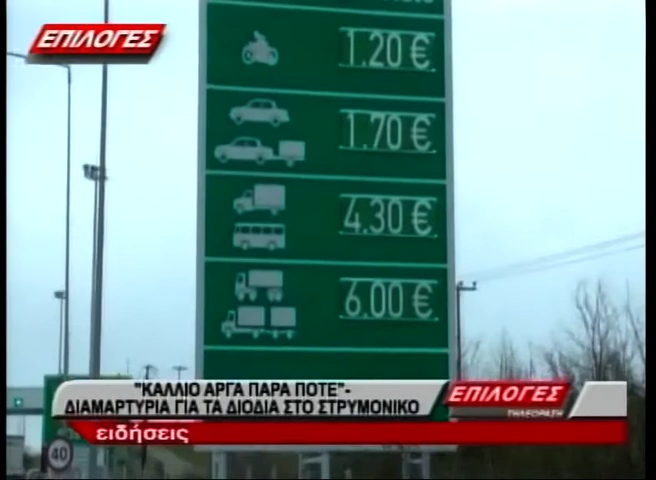 ΕΠΙΛΟΓΕΣ
1.20 €
1.70 €
4.30 €
6.00 €
"ΚΑΛΛΙΟ ΑΡΓΑ ΠΑΡΑ ΠΟΤΕ"-
ΔΙΑΜΑΡΤΥΡΙΑ ΓΙΑ ΤΑ ΔΙΟΔΙΑ ΣΤΟ ΣΤΡΥΜΟΝΙΚΟ
ΕΠΙΛΟΓΕΣ
ΤΗΛΕΟΡΑΣΗ
ειδήσεις
40